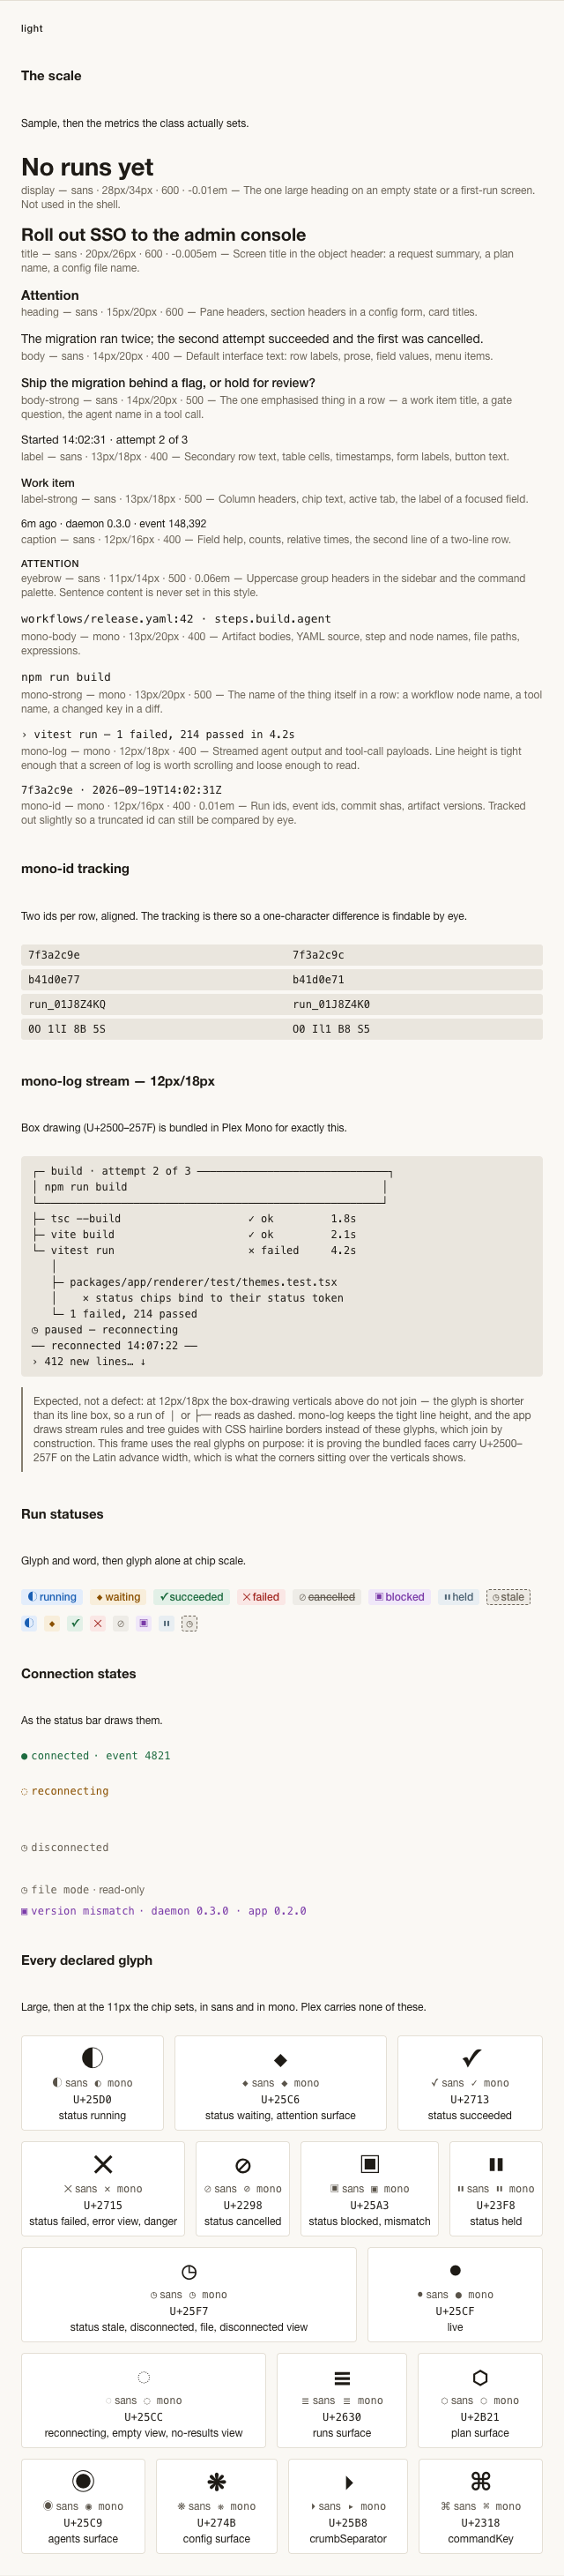 light
The scale
Sample, then the metrics the class actually sets.
No runs yet
display — sans · 28px/34px · 600 · -0.01em — The one large heading on an empty state or a first-run screen.
Not used in the shell.
Roll out SSO to the admin console
title — sans · 20px/26px · 600 · -0.005em — Screen title in the object header: a request summary, a plan
name, a config file name.
Attention
heading — sans · 15px/20px · 600 — Pane headers, section headers in a config form, card titles.
The migration ran twice; the second attempt succeeded and the first was cancelled.
body — sans · 14px/20px · 400 — Default interface text: row labels, prose, field values, menu items.
Ship the migration behind a flag, or hold for review?
body-strong — sans · 14px/20px · 500 — The one emphasised thing in a row — a work item title, a gate
question, the agent name in a tool call.
Started 14:02:31 · attempt 2 of 3
label — sans · 13px/18px · 400 — Secondary row text, table cells, timestamps, form labels, button text.
Work item
label-strong — sans · 13px/18px · 500 — Column headers, chip text, active tab, the label of a focused field.
6m ago · daemon 0.3.0 · event 148,392
caption — sans · 12px/16px · 400 — Field help, counts, relative times, the second line of a two-line row.
ATTENTION
eyebrow — sans · 11px/14px · 500 · 0.06em — Uppercase group headers in the sidebar and the command
palette. Sentence content is never set in this style.
workflows/release.yaml:42 · steps.build.agent
mono-body — mono · 13px/20px · 400 — Artifact bodies, YAML source, step and node names, file paths,
expressions.
npm run build
mono-strong — mono · 13px/20px · 500 — The name of the thing itself in a row: a workflow node name, a tool
name, a changed key in a diff.
› vitest run — 1 failed, 214 passed in 4.2s
mono-log — mono · 12px/18px · 400 — Streamed agent output and tool-call payloads. Line height is tight
enough that a screen of log is worth scrolling and loose enough to read.
7f3a2c9e · 2026-09-19T14:02:31Z
mono-id — mono · 12px/16px · 400 · 0.01em — Run ids, event ids, commit shas, artifact versions. Tracked
out slightly so a truncated id can still be compared by eye.
mono-id tracking
Two ids per row, aligned. The tracking is there so a one-character difference is findable by eye.
7f3a2c9e 7f3a2c9c
b41d0e77 b41d0e71
run_01J8Z4KQ run_01J8Z4K0
0O 1lI 8B 5S O0 Il1 B8 S5
mono-log stream — 12px/18px
Box drawing (U+2500–257F) is bundled in Plex Mono for exactly this.
┌─ build · attempt 2 of 3 ──────────────────────────────┐
│ npm run build │
└──────────────────────────────────────────────────────┘
├─ tsc --build ✓ ok 1.8s
├─ vite build ✓ ok 2.1s
└─ vitest run × failed 4.2s
│
├─ packages/app/renderer/test/themes.test.tsx
│ × status chips bind to their status token
└─ 1 failed, 214 passed
◷ paused — reconnecting
── reconnected 14:07:22 ──
› 412 new lines… ↓
Expected, not a defect: at 12px/18px the box-drawing verticals above do not join — the glyph is shorter
than its line box, so a run of │ or ├── reads as dashed. mono-log keeps the tight line height, and the app
draws stream rules and tree guides with CSS hairline borders instead of these glyphs, which join by
construction. This frame uses the real glyphs on purpose: it is proving the bundled faces carry U+2500–
257F on the Latin advance width, which is what the corners sitting over the verticals shows.
Run statuses
Glyph and word, then glyph alone at chip scale.
◐ running ◆ waiting ✓ succeeded ✕ failed ⊘ cancelled ▣ blocked ⏸ held ◷ stale
◐ ◆ ✓ ✕ ⊘ ▣ ⏸ ◷
Connection states
As the status bar draws them.
● connected · event 4821
◌ reconnecting
◷ disconnected
◷ file mode · read-only
▣ version mismatch · daemon 0.3.0 · app 0.2.0
Every declared glyph
Large, then at the 11px the chip sets, in sans and in mono. Plex carries none of these.
◐ ◆ ✓
◐ sans ◐ mono ◆ sans ◆ mono ✓ sans ✓ mono
U+25D0 U+25C6 U+2713
status running status waiting, attention surface status succeeded
✕ ⊘ ▣ ⏸
✕ sans ✕ mono ⊘ sans ⊘ mono ▣ sans ▣ mono ⏸ sans ⏸ mono
U+2715 U+2298 U+25A3 U+23F8
status failed, error view, danger status cancelled status blocked, mismatch status held
◷ ●
◷ sans ◷ mono ● sans ● mono
U+25F7 U+25CF
status stale, disconnected, file, disconnected view live
◌ ☰ ⬡
◌ sans ◌ mono ☰ sans ☰ mono ⬡ sans ⬡ mono
U+25CC U+2630 U+2B21
reconnecting, empty view, no-results view runs surface plan surface
◉ ❋ ▸ ⌘
◉ sans ◉ mono ❋ sans ❋ mono ▸ sans ▸ mono ⌘ sans ⌘ mono
U+25C9 U+274B U+25B8 U+2318
agents surface config surface crumbSeparator commandKey